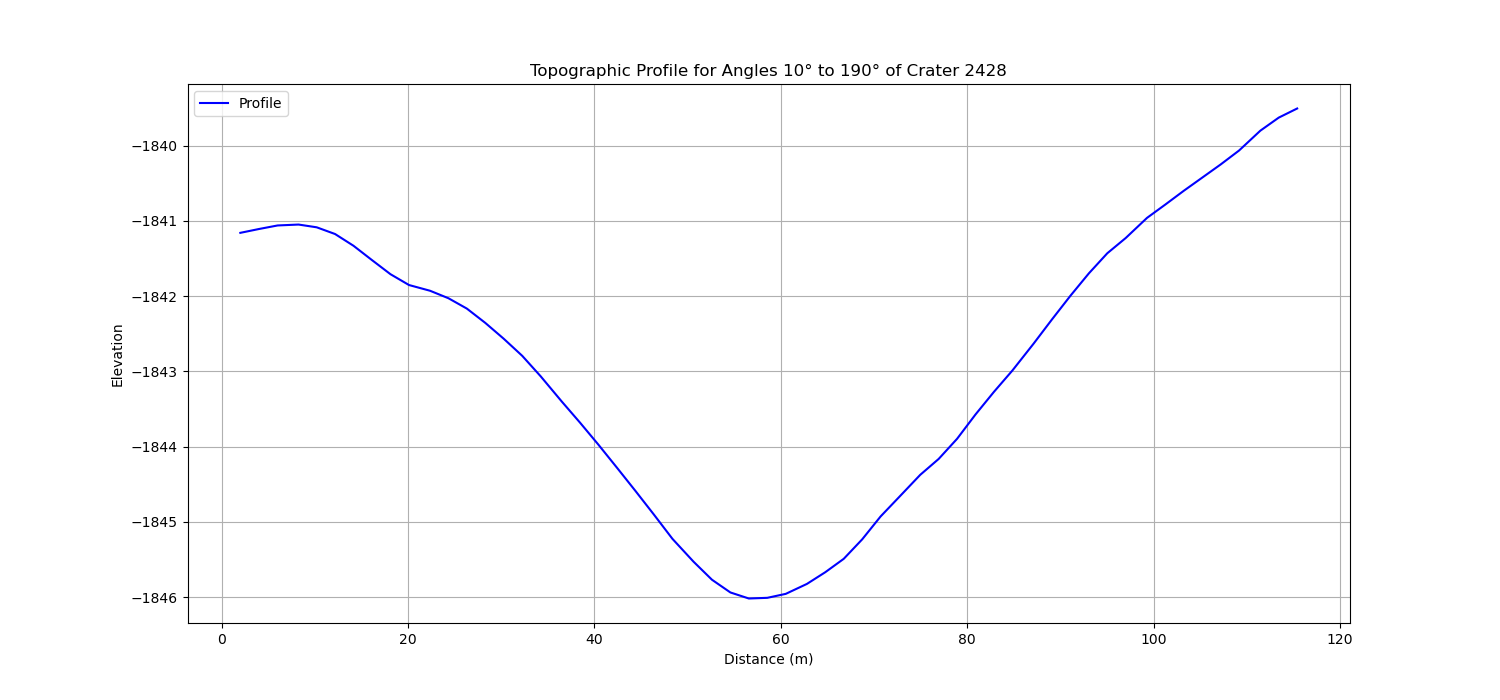 Topographic Profile for Angles 10° to 190° of Crater 2428
Profile
−1840
−1841
−1842
−1843
−1844
−1845
−1846
Elevation
0 20 40 60 80 100 120
Distance (m)